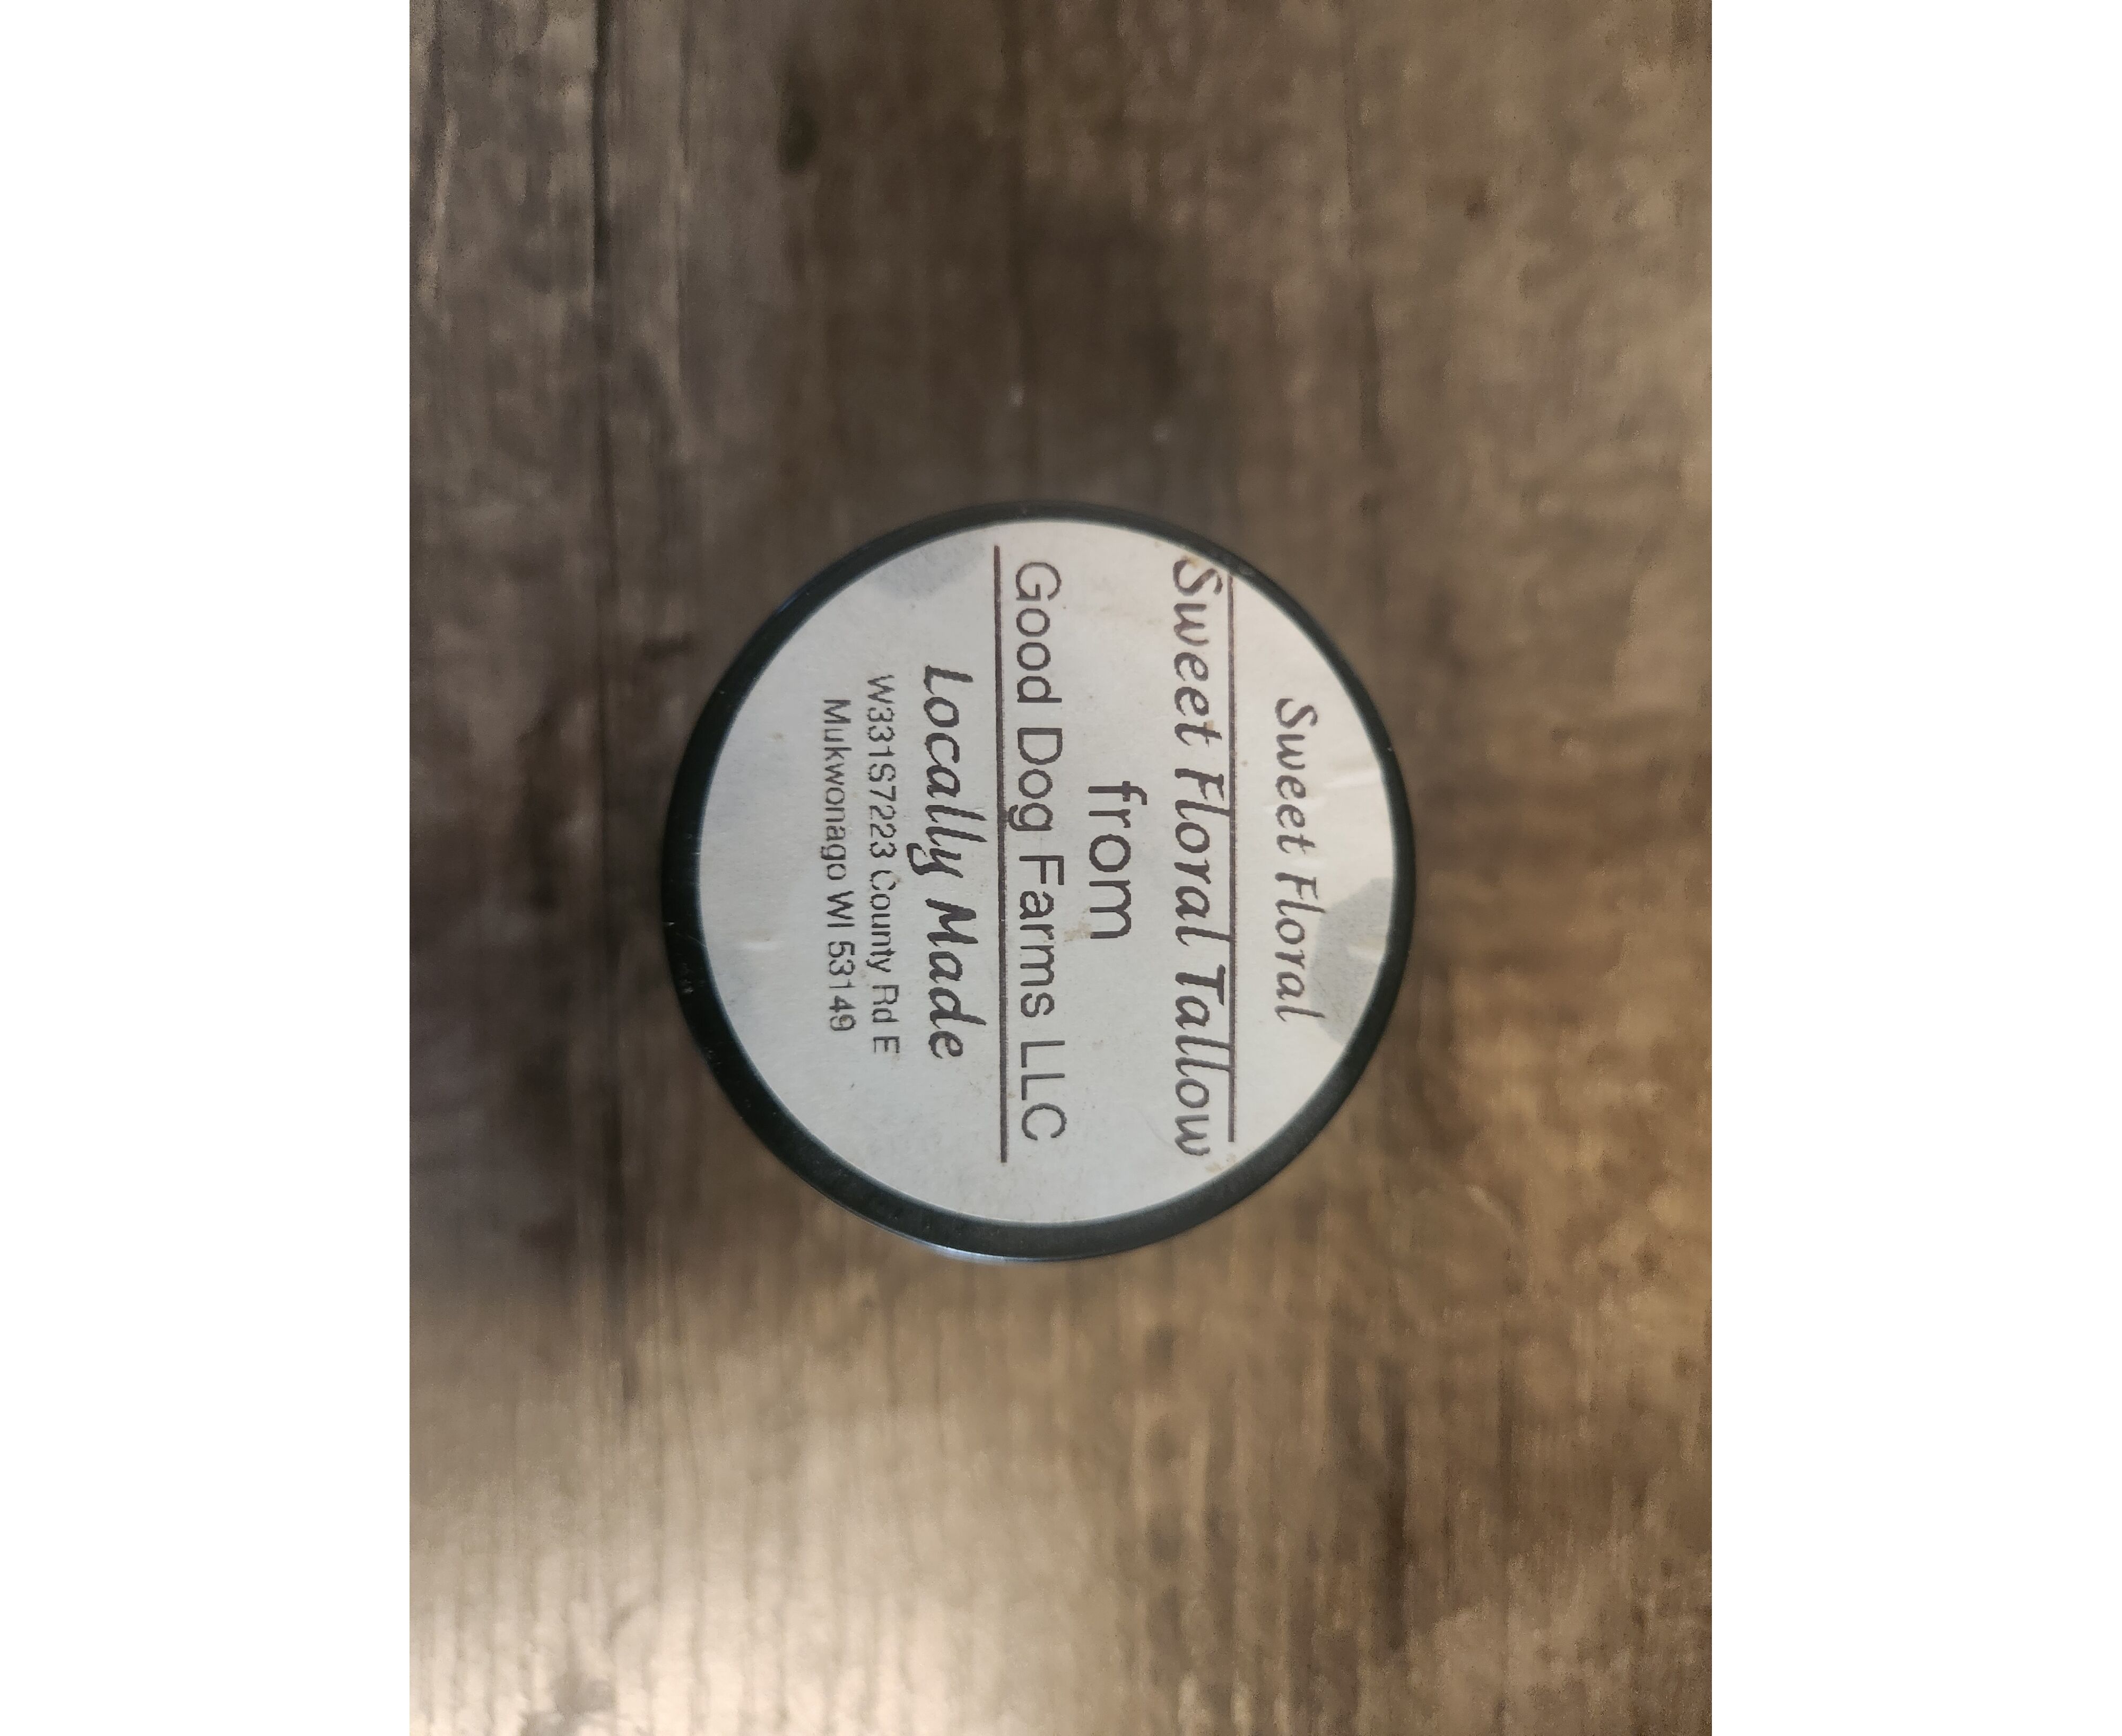 Sweet Floral
Sweet Floral Tallow
from
Good Dog Farms LLC
Locally Made
W331S7223 County Rd E
Mukwonago WI 53149